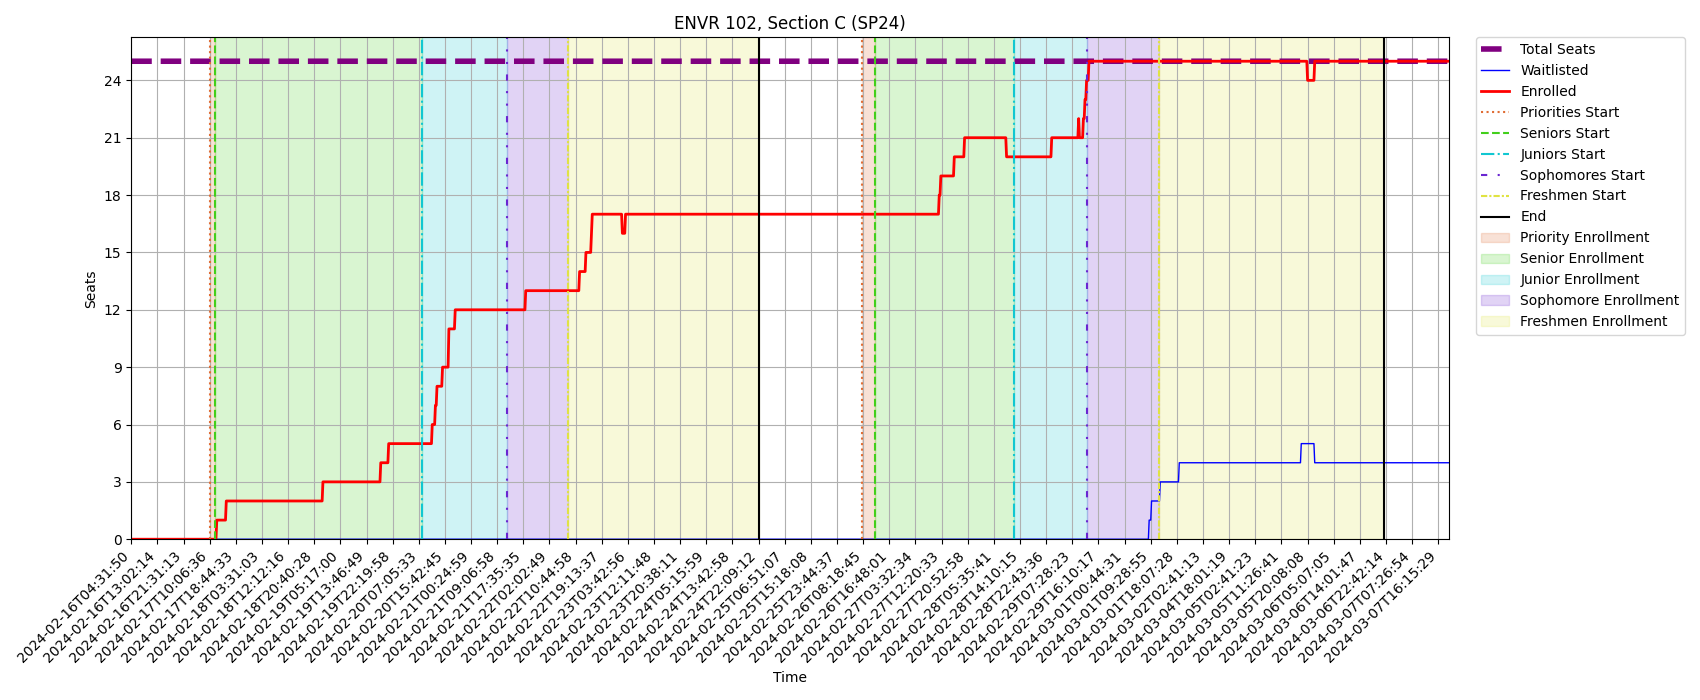 ENVR 102, Section C (SP24)
Total Seats
Waitlisted
Enrolled
Priorities Start
Seniors Start
Juniors Start
Sophomores Start
Freshmen Start
End
Priority Enrollment
Senior Enrollment
Junior Enrollment
Sophomore Enrollment
Freshmen Enrollment
Seats
24
21
18
15
12
9
6
3
0
2024-02-16T04:31:50
2024-02-16T13:02:14
2024-02-16T21:31:13
2024-02-17T10:06:36
2024-02-17T18:44:33
2024-02-18T03:31:03
2024-02-18T12:12:16
2024-02-18T20:40:28
2024-02-19T05:17:00
2024-02-19T13:46:49
2024-02-19T22:19:58
2024-02-20T07:05:33
2024-02-20T15:42:45
2024-02-21T00:24:59
2024-02-21T09:06:58
2024-02-21T17:35:35
2024-02-22T02:02:49
2024-02-22T10:44:58
2024-02-22T19:13:37
2024-02-23T03:42:56
2024-02-23T12:11:48
2024-02-23T20:38:11
2024-02-24T05:15:59
2024-02-24T13:42:58
2024-02-24T22:09:12
2024-02-25T06:51:07
2024-02-25T15:18:08
2024-02-25T23:44:37
2024-02-26T08:18:45
2024-02-26T16:48:01
2024-02-27T03:32:34
2024-02-27T12:20:33
2024-02-27T20:52:58
2024-02-28T05:35:41
2024-02-28T14:10:15
2024-02-28T22:43:36
2024-02-29T07:28:23
2024-02-29T16:10:17
2024-03-01T00:44:31
2024-03-01T09:28:55
2024-03-01T18:07:28
2024-03-02T02:41:13
2024-03-04T18:01:19
2024-03-05T02:41:23
2024-03-05T11:26:41
2024-03-05T20:08:08
2024-03-06T05:07:05
2024-03-06T14:01:47
2024-03-06T22:42:14
2024-03-07T07:26:54
2024-03-07T16:15:29
Time